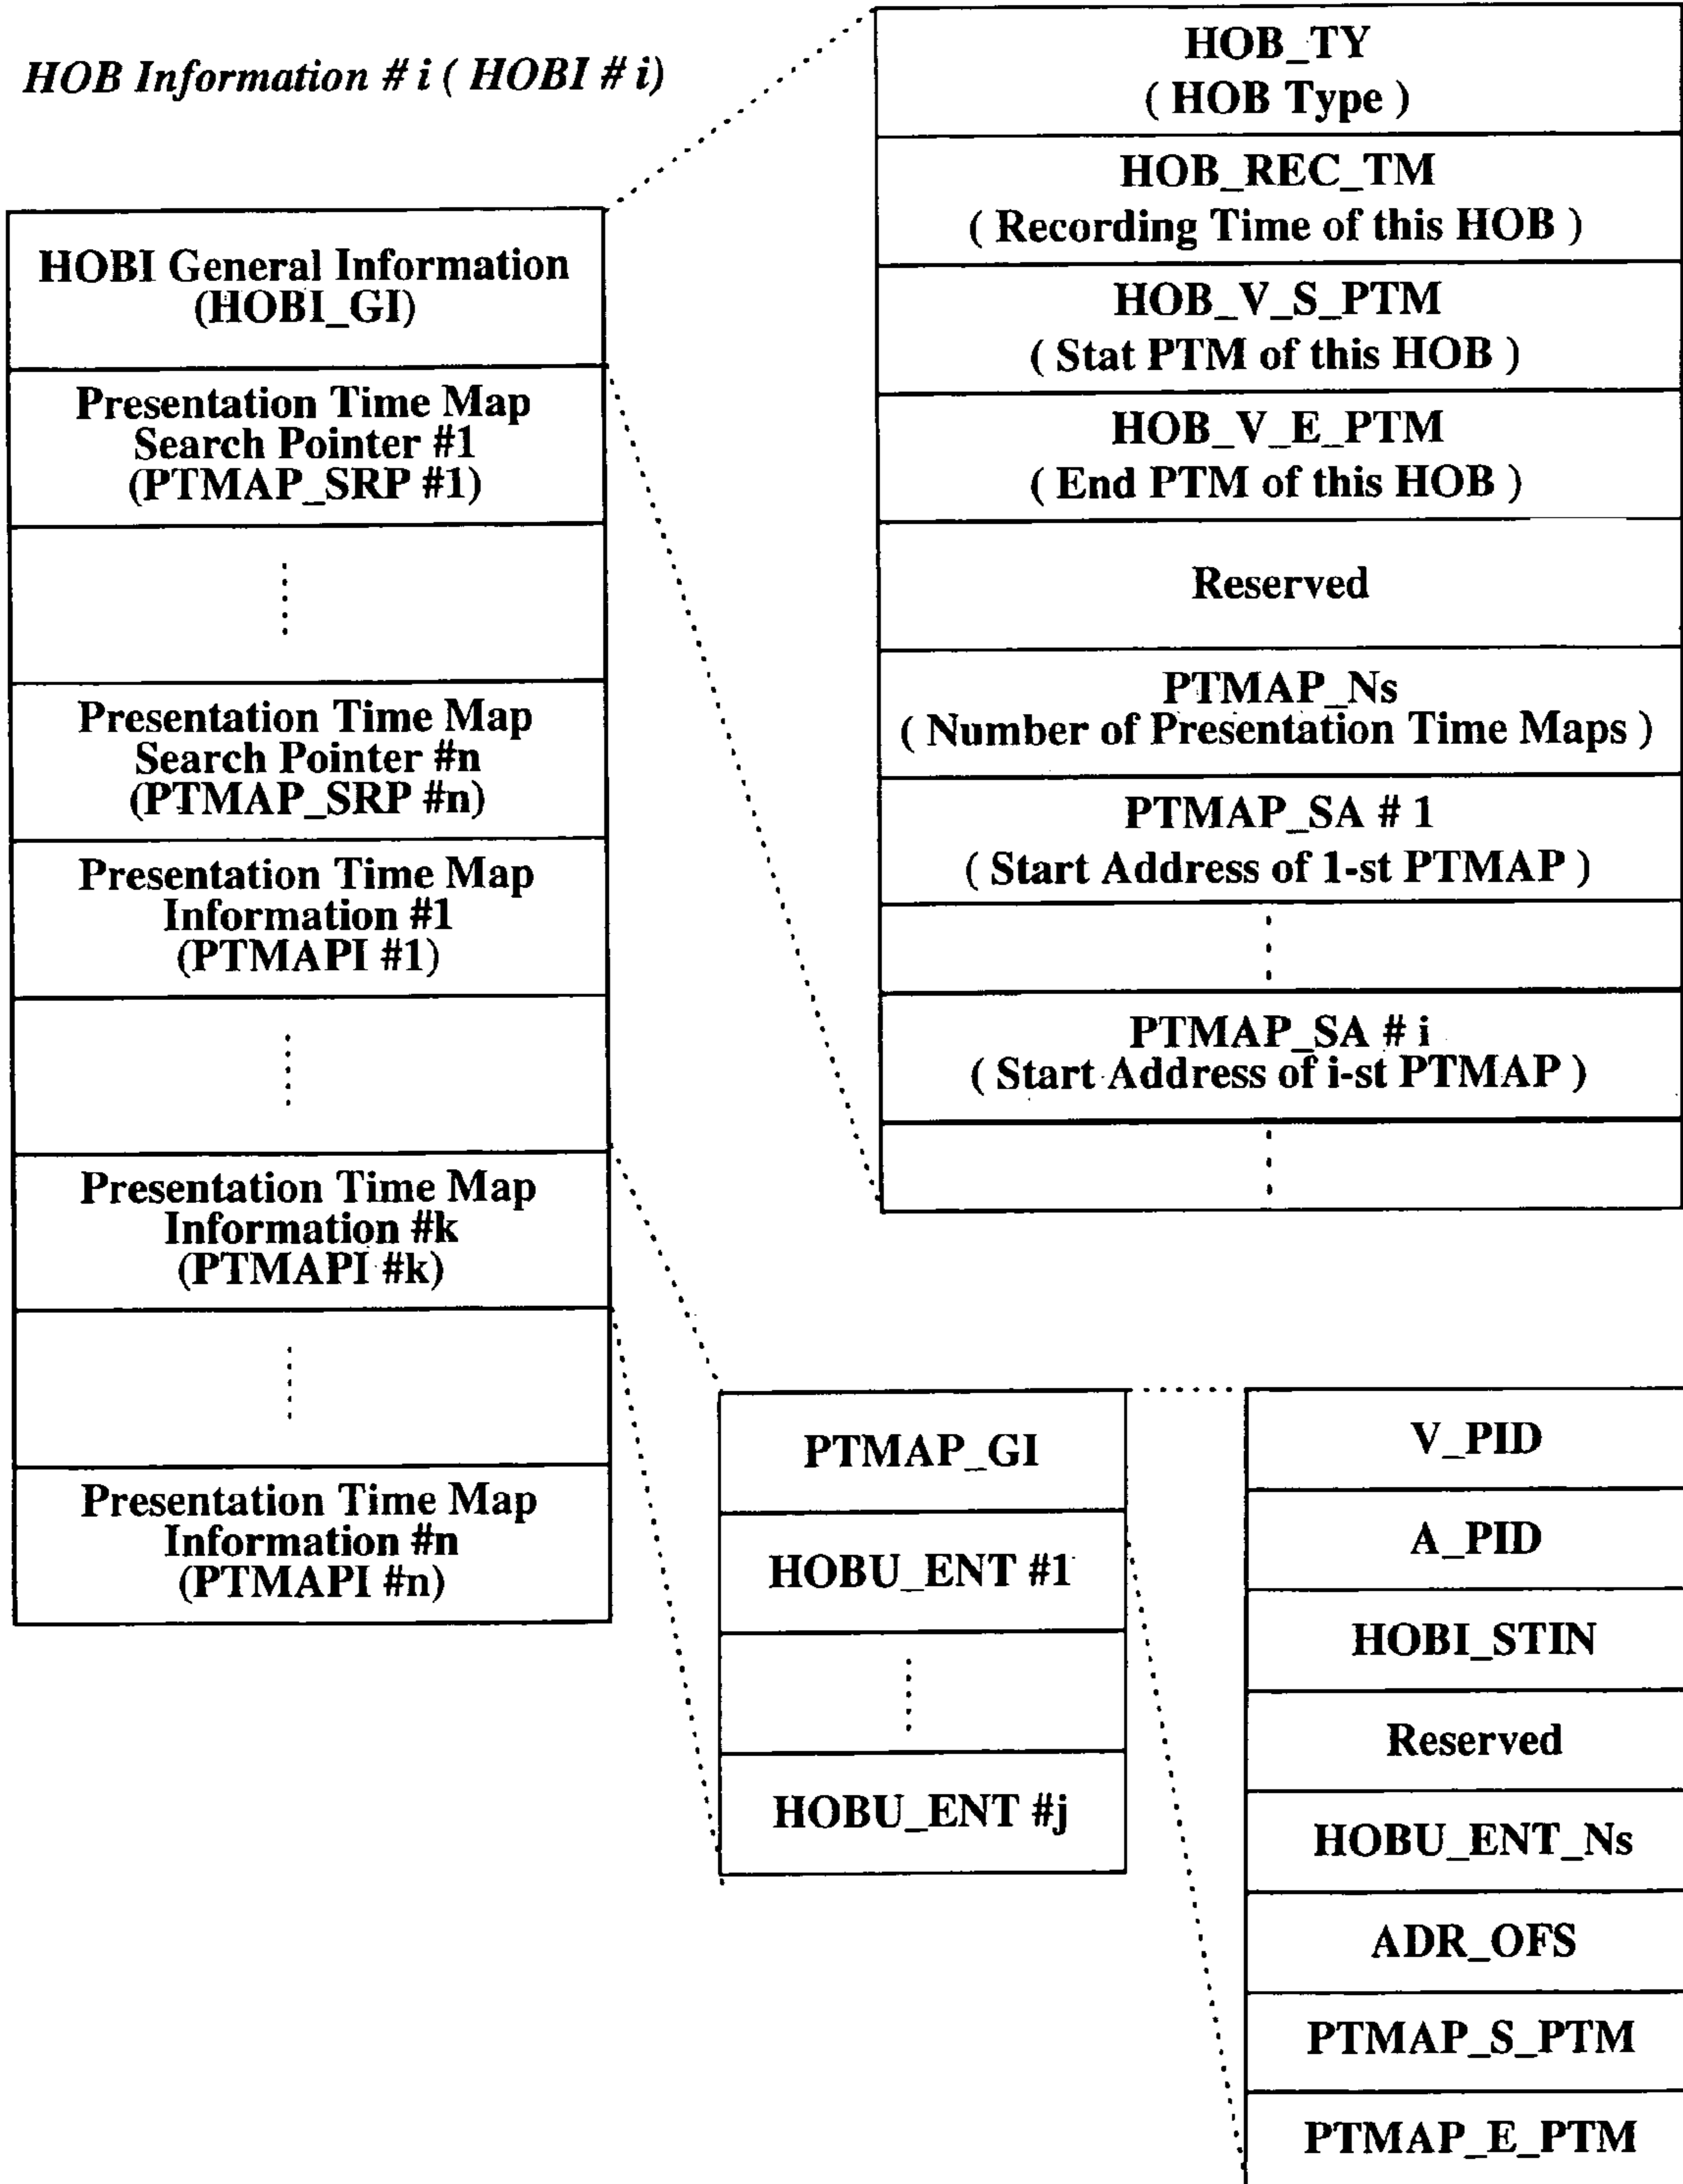 HOB Information # i ( HOBI # i)
HOBI General Information
(HOBI_GI)
Presentation Time Map
Search Pointer #1
(PTMAP_SRP #1)
Presentation Time Map
Search Pointer #n
(PTMAP_SRP #n)
Presentation Time Map
Information #1
(PTMAPI #1)
Presentation Time Map
Information #k
(PTMAPI #k)
Presentation Time Map
Information #n
(PTMAPI #n)
HOB_TY
( HOB Type )
HOB_REC_TM
( Recording Time of this HOB )
HOB_V_S_PTM
( Stat PTM of this HOB )
HOB_V_E_PTM
( End PTM of this HOB )
Reserved
PTMAP_Ns
( Number of Presentation Time Maps )
PTMAP_SA # 1
( Start Address of 1-st PTMAP )
PTMAP_SA # i
( Start Address of i-st PTMAP )
PTMAP_GI
HOBU_ENT #1
HOBU_ENT #j
V_PID
A_PID
HOBI_STIN
Reserved
HOBU_ENT_Ns
ADR_OFS
PTMAP_S_PTM
PTMAP_E_PTM